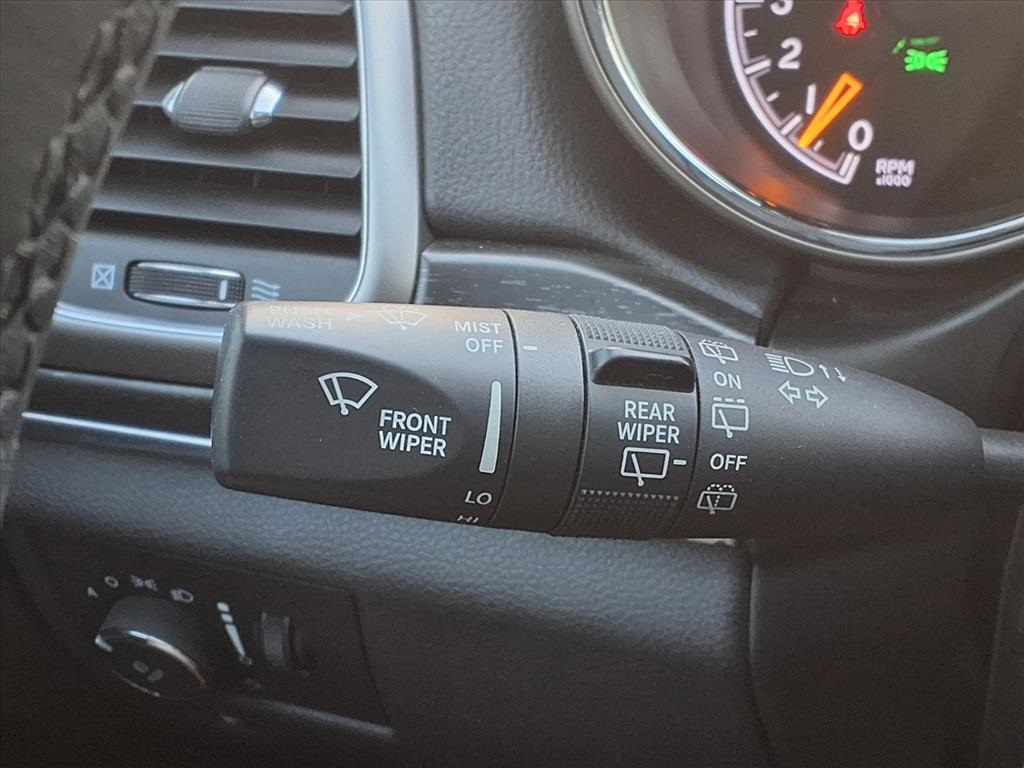 3
2
1
0
RPM
x1000
PUSH
WASH
MIST
OFF
FRONT
WIPER
LO
HI
REAR
WIPER
ON
OFF
A O